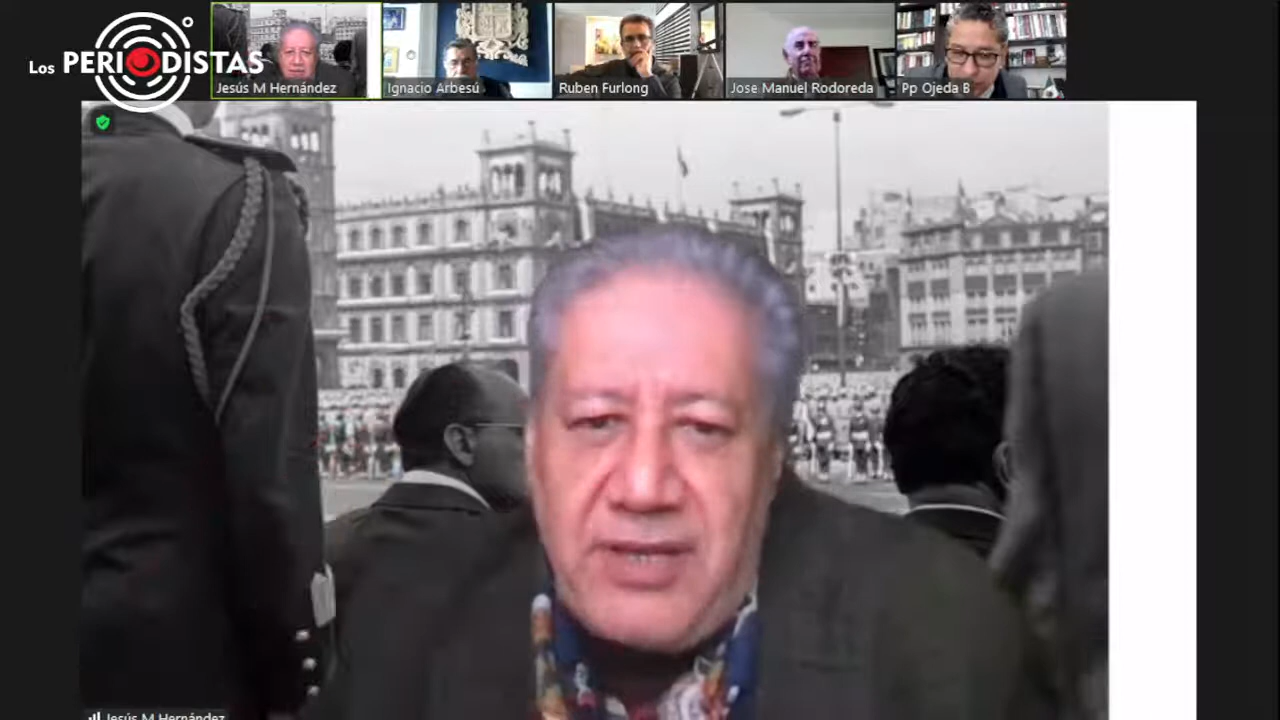 Los PERIODISTAS
Jesús M Hernández
Ignacio Arbesú
Ruben Furlong
Jose Manuel Rodoreda
Pp Ojeda B
Jesús M Hernández